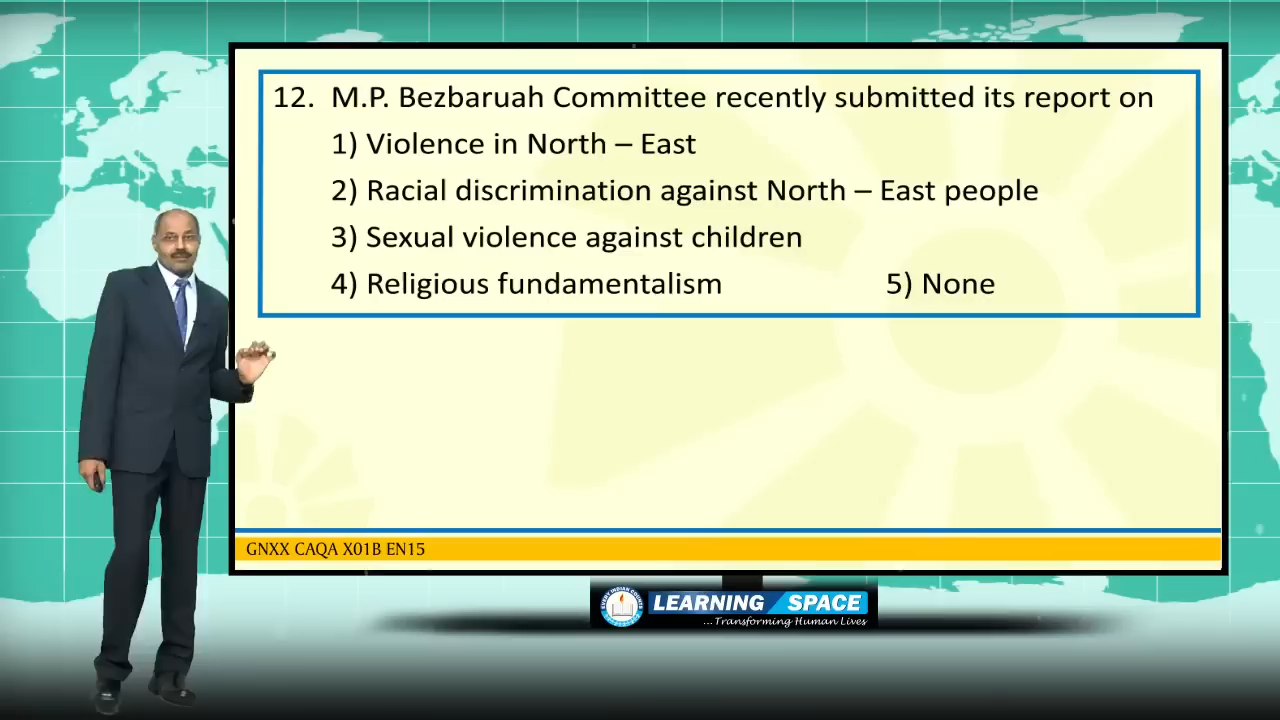 12. M.P. Bezbaruah Committee recently submitted its report on
1) Violence in North – East
2) Racial discrimination against North – East people
3) Sexual violence against children
4) Religious fundamentalism 5) None
GNXX CAQA X01B EN15
LEARNING SPACE
...Transforming Human Lives